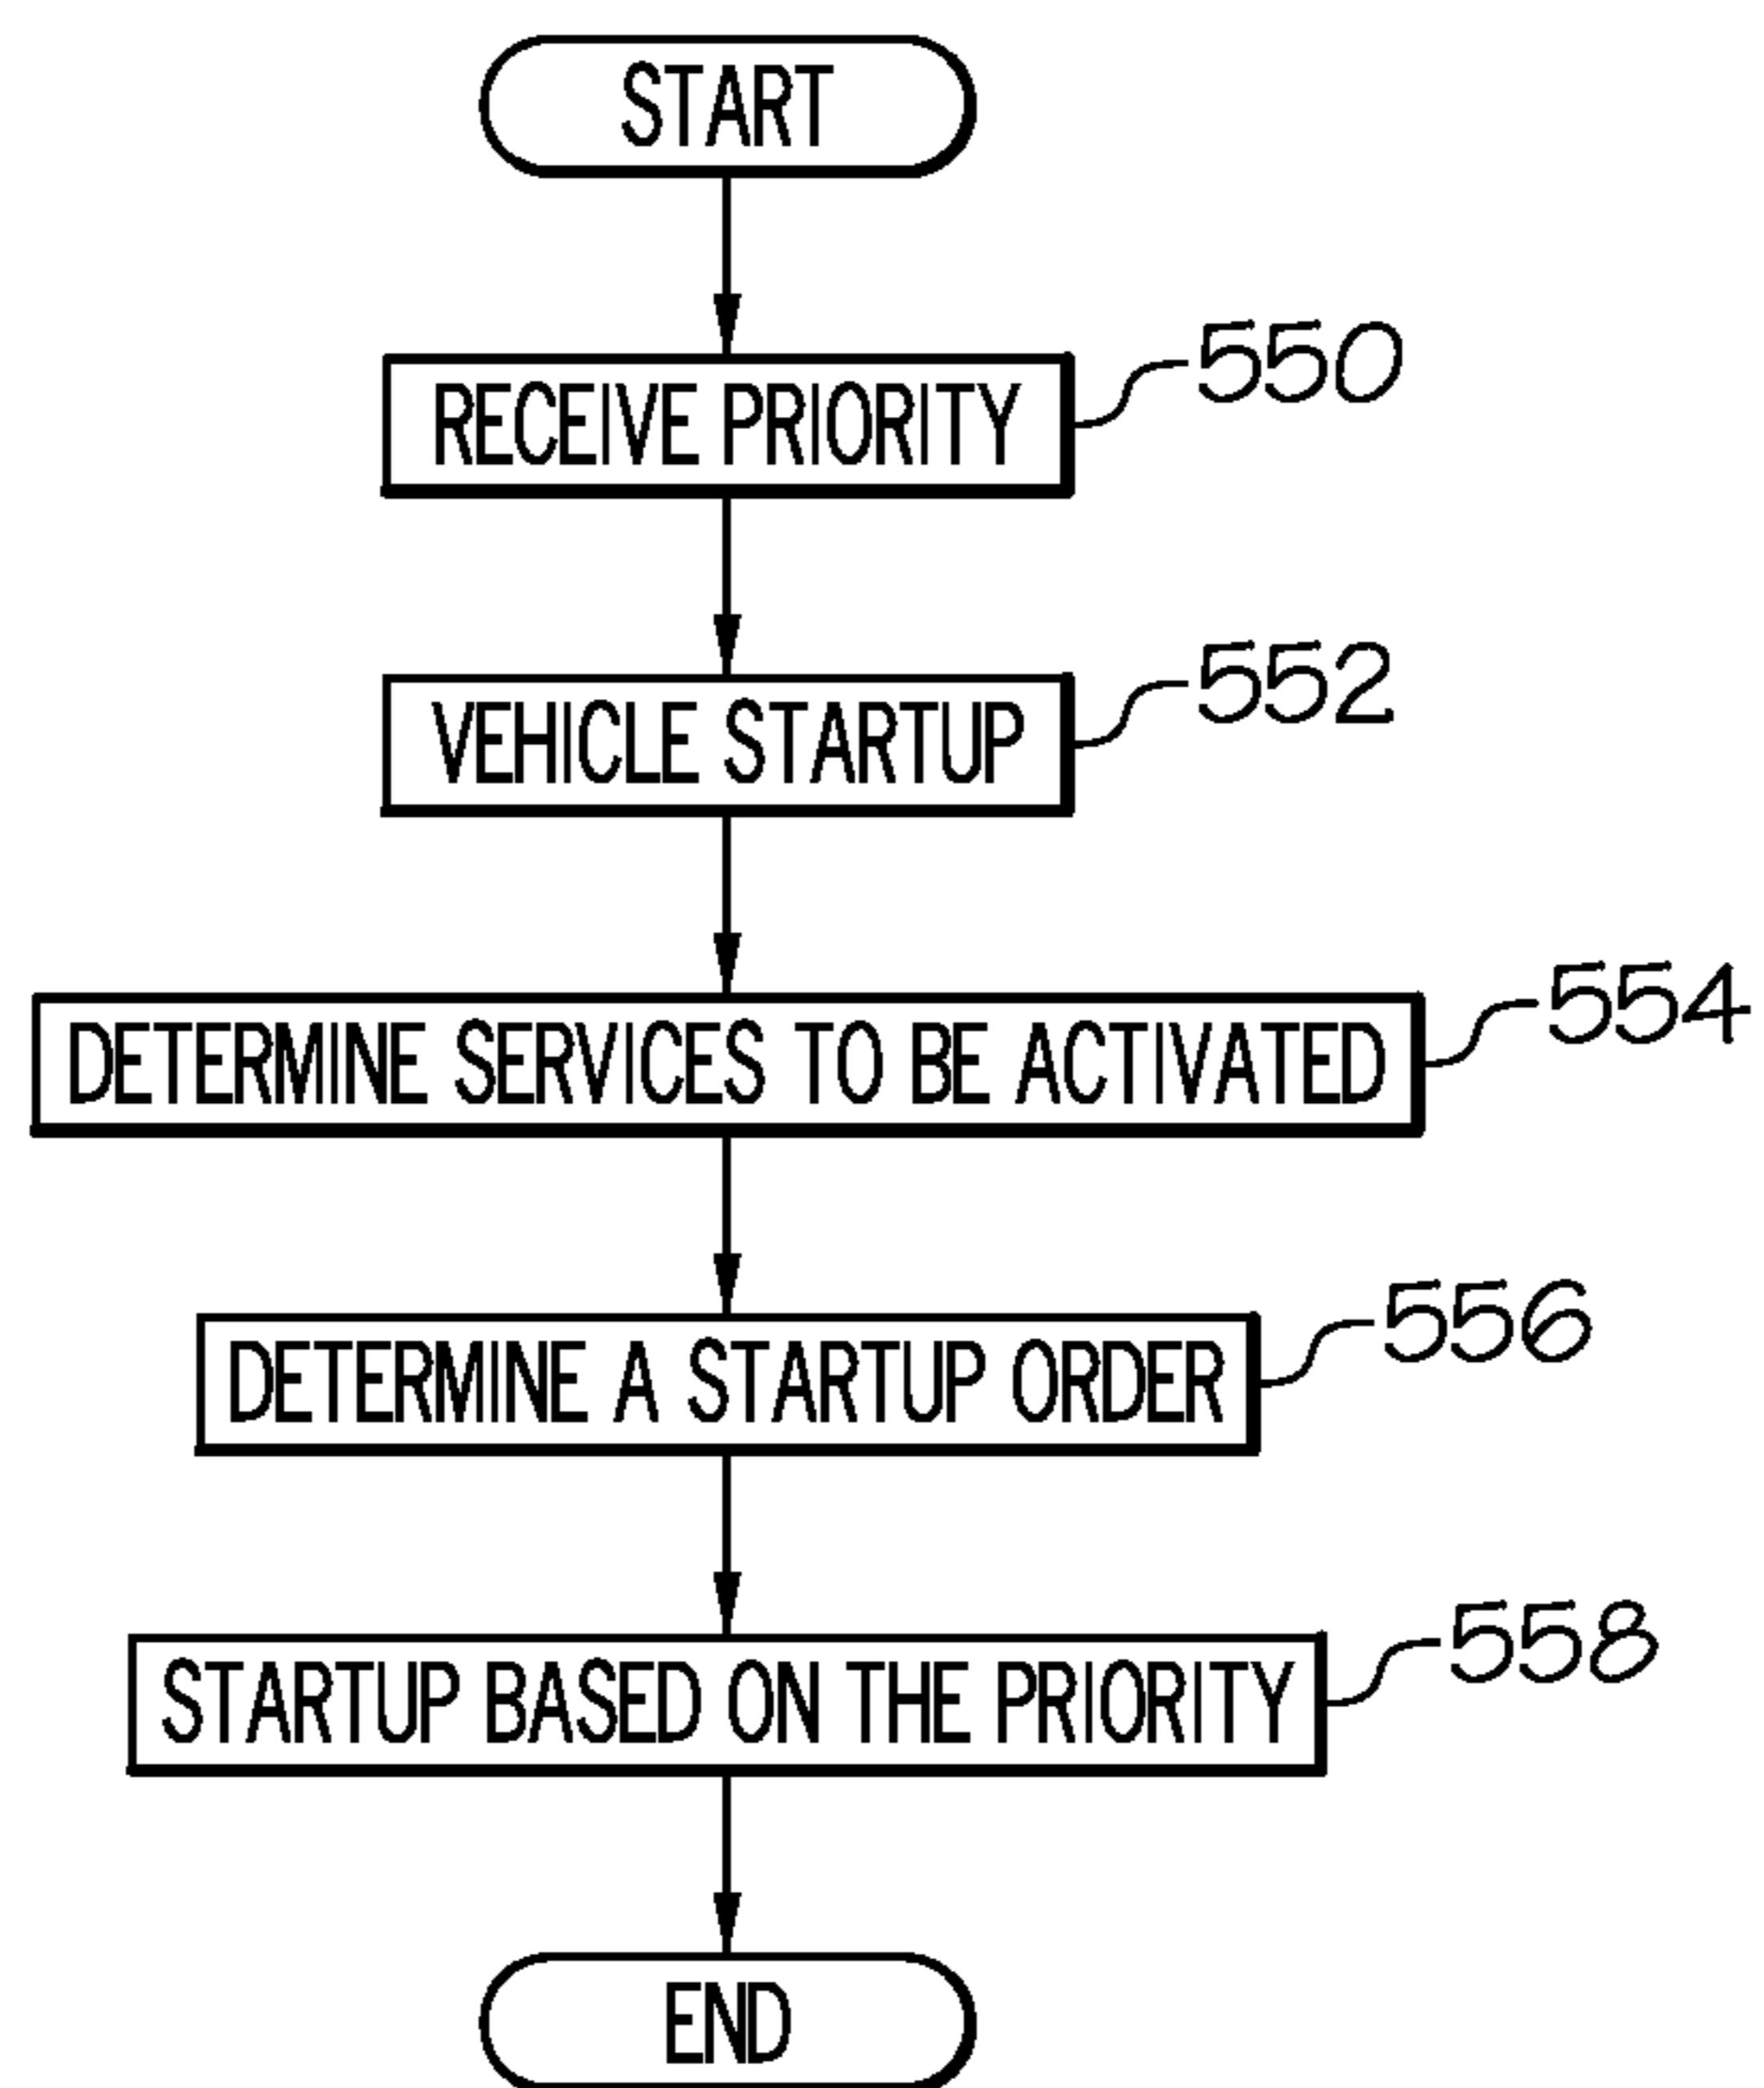 START
RECEIVE PRIORITY
550
VEHICLE STARTUP
552
DETERMINE SERVICES TO BE ACTIVATED
554
DETERMINE A STARTUP ORDER
556
STARTUP BASED ON THE PRIORITY
558
END